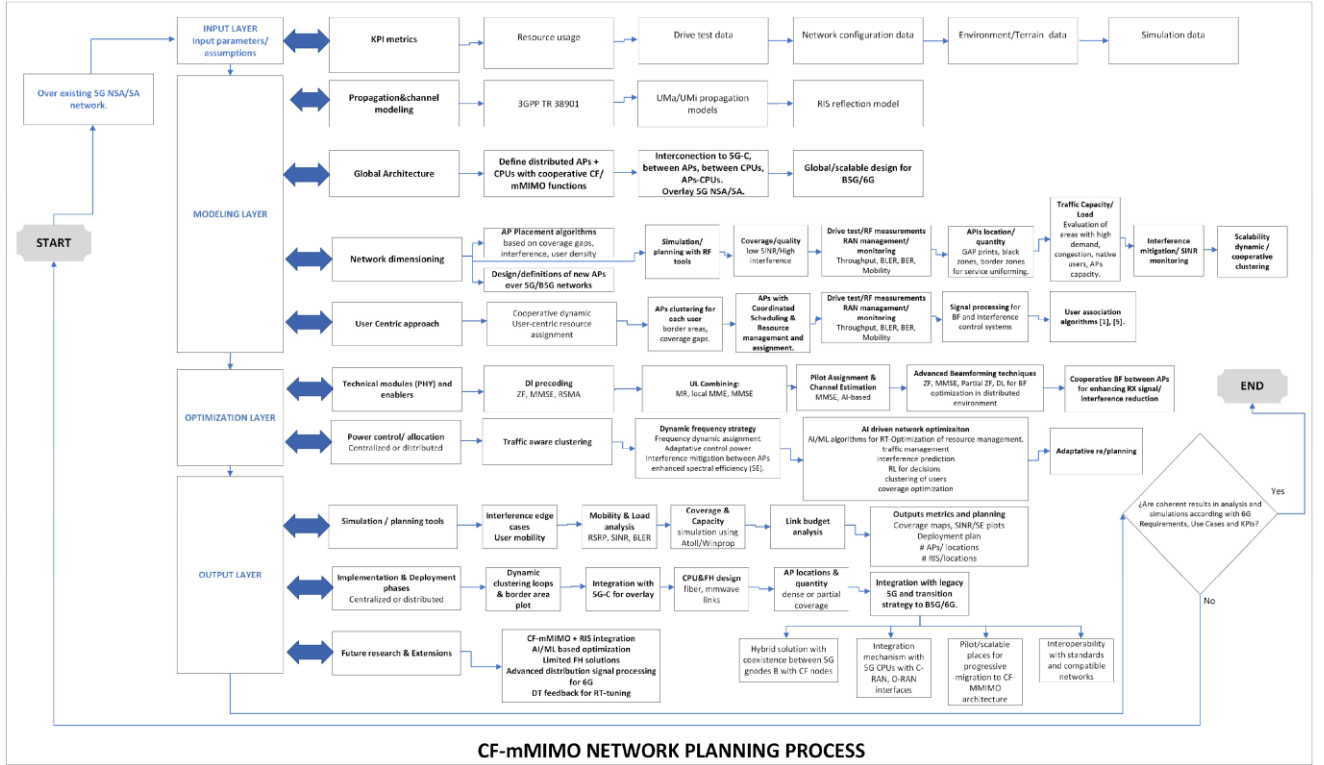 INPUT LAYER
Input parameters/
assumptions
KPI metrics
Resource usage
Drive test data
Network configuration data
Environment/Terrain data
Simulation data
Over existing 5G NSA/SA
network.
Propagation&channel
modeling
3GPP TR 38901
UMa/UMi propagation
models
RIS reflection model
MODELING LAYER
Global Architecture
Define distributed APs +
CPUs with cooperative CF/
mMIMO functions
Interconection to 5G-C,
between APs, between CPUs,
APs-CPUs.
Overlay 5G NSA/SA.
Global/scalable design for
B5G/6G
START
Network dimensioning
AP Placement algorithms
based on coverage gaps,
interference, user density
Design/definitions of new APs
over 5G/B5G networks
Simulation/
planning with RF
tools
Coverage/quality
low SINR/High
interference
Drive test/RF measurements
RAN management/
monitoring
Throughput, BLER, BER,
Mobility
APIs location/
quantity
GAP prints, black
zones, border zones
for service uniforming.
Traffic Capacity/
Load
Evaluation of
areas with high
demand,
congestion, native
users, APs
capacity.
Interference
mitigation/ SINR
monitoring
Scalability
dynamic /
cooperative
clustering
User Centric approach
Cooperative dynamic
User-centric resource
assignment
APs clustering for
each user
border areas,
coverage gaps.
APs with
Coordinated
Scheduling &
Resource
management and
assignment.
Drive test/RF measurements
RAN management/
monitoring
Throughput, BLER, BER,
Mobility
Signal processing for
BF and interference
control systems
User association
algorithms [1], [5].
OPTIMIZATION LAYER
Technical modules (PHY) and
enablers
Dl precoding
ZF, MMSE, RSMA
UL Combining:
MR, local MME, MMSE
Pilot Assignment &
Channel Estimation
MMSE, AI-based
Advanced Beamforming techniques
ZF, MMSE, Partial ZF, DL for BF
optimization in distributed
environment
Cooperative BF between APs
for enhancing RX signal/
interference reduction
END
Power control/ allocation
Centralized or distributed
Traffic aware clustering
Dynamic frequency strategy
Frequency dynamic assignment
Adaptative control power
Interference mitigation between APs
enhanced spectral efficiency (SE).
AI driven network optimizaiton
AI/ML algorithms for RT-Optimization of resource management.
traffic management
interference prediction
RL for decisions
clustering of users
coverage optimization
Adaptative re/planning
¿Are coherent results in analysis and
simulations according with 6G
Requirements, Use Cases and KPIs?
Yes
No
OUTPUT LAYER
Simulation / planning tools
Interference edge
cases
User mobility
Mobility & Load
analysis
RSRP, SINR, BLER
Coverage &
Capacity
simulation using
Atoll/Winprop
Link budget
analysis
Outputs metrics and planning
Coverage maps, SINR/SE plots
Deployment plan
# APs/ locations
# RIS/locations
Implementation & Deployment
phases
Centralized or distributed
Dynamic
clustering loops
& border area
plot
Integration with
5G-C for overlay
CPU&FH design
fiber, mmwave
links
AP locations &
quantity
dense or partial
coverage
Integration with legacy
5G and transition
strategy to B5G/6G.
Hybrid solution with
coexistence between 5G
gnodes B with CF nodes
Integration
mechanism with
5G CPUs with C-
RAN, O-RAN
interfaces
Pilot/scalable
places for
progressive
migration to CF-
MMIMO
architecture
Interoperability
with standards
and compatible
networks
Future research & Extensions
CF-mMIMO + RIS integration
AI/ML based optimization
Limited FH solutions
Advanced distribution signal processing
for 6G
DT feedback for RT-tuning
CF-mMIMO NETWORK PLANNING PROCESS